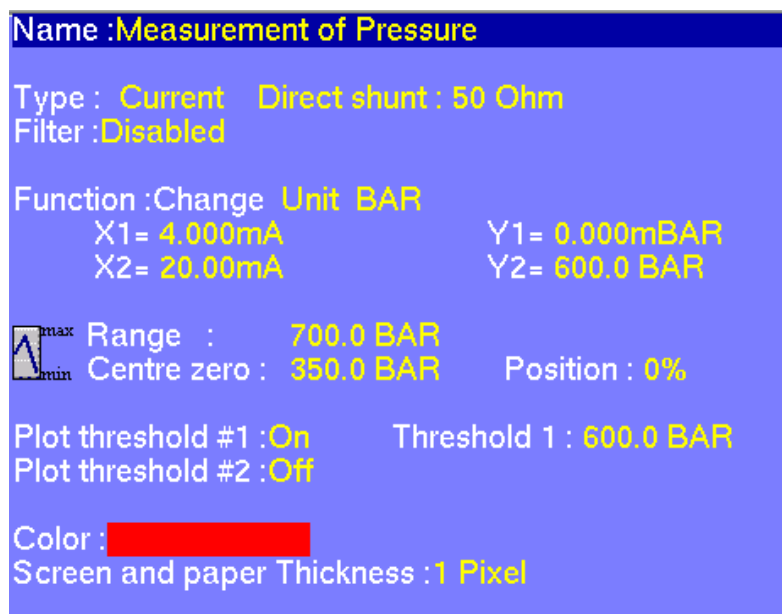 Name :Measurement of Pressure
Type : Current Direct shunt : 50 Ohm
Filter :Disabled
Function :Change Unit BAR
X1= 4.000mA Y1= 0.000mBAR
X2= 20.00mA Y2= 600.0 BAR
max Range : 700.0 BAR
min Centre zero : 350.0 BAR Position : 0%
Plot threshold #1 :On Threshold 1 : 600.0 BAR
Plot threshold #2 :Off
Color :
Screen and paper Thickness :1 Pixel